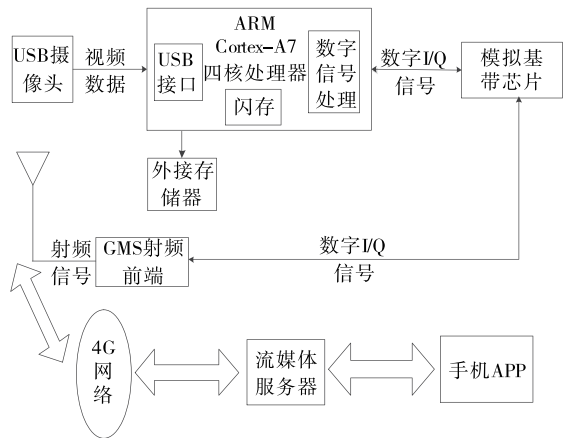 ARM
Cortex-A7
四核处理器
USB摄
像头
视频
数据
USB
接口
闪存
数字
信号
处理
数字I/Q
信号
模拟基
带芯片
外接存
储器
射频
信号
GMS射频
前端
数字I/Q
信号
4G
网
络
流媒体
服务器
手机APP